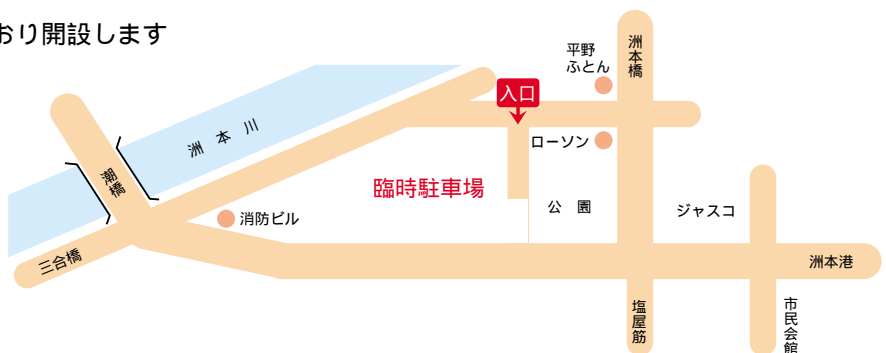 おり開設します
平野
ふとん
洲本橋
入口
洲本川
ローソン
潮橋
臨時駐車場
消防ビル
公園
ジャスコ
三合橋
洲本港
塩屋筋
市民会館